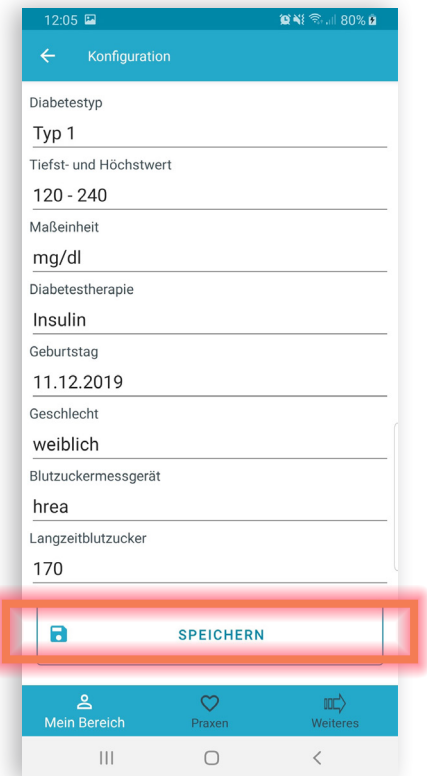 12:05 80%
Konfiguration
Diabetestyp
Typ 1
Tiefst- und Höchstwert
120 - 240
Maßeinheit
mg/dl
Diabetestherapie
Insulin
Geburtstag
11.12.2019
Geschlecht
weiblich
Blutzuckermessgerät
hrea
Langzeitblutzucker
170
SPEICHERN
Mein Bereich Praxen Weiteres